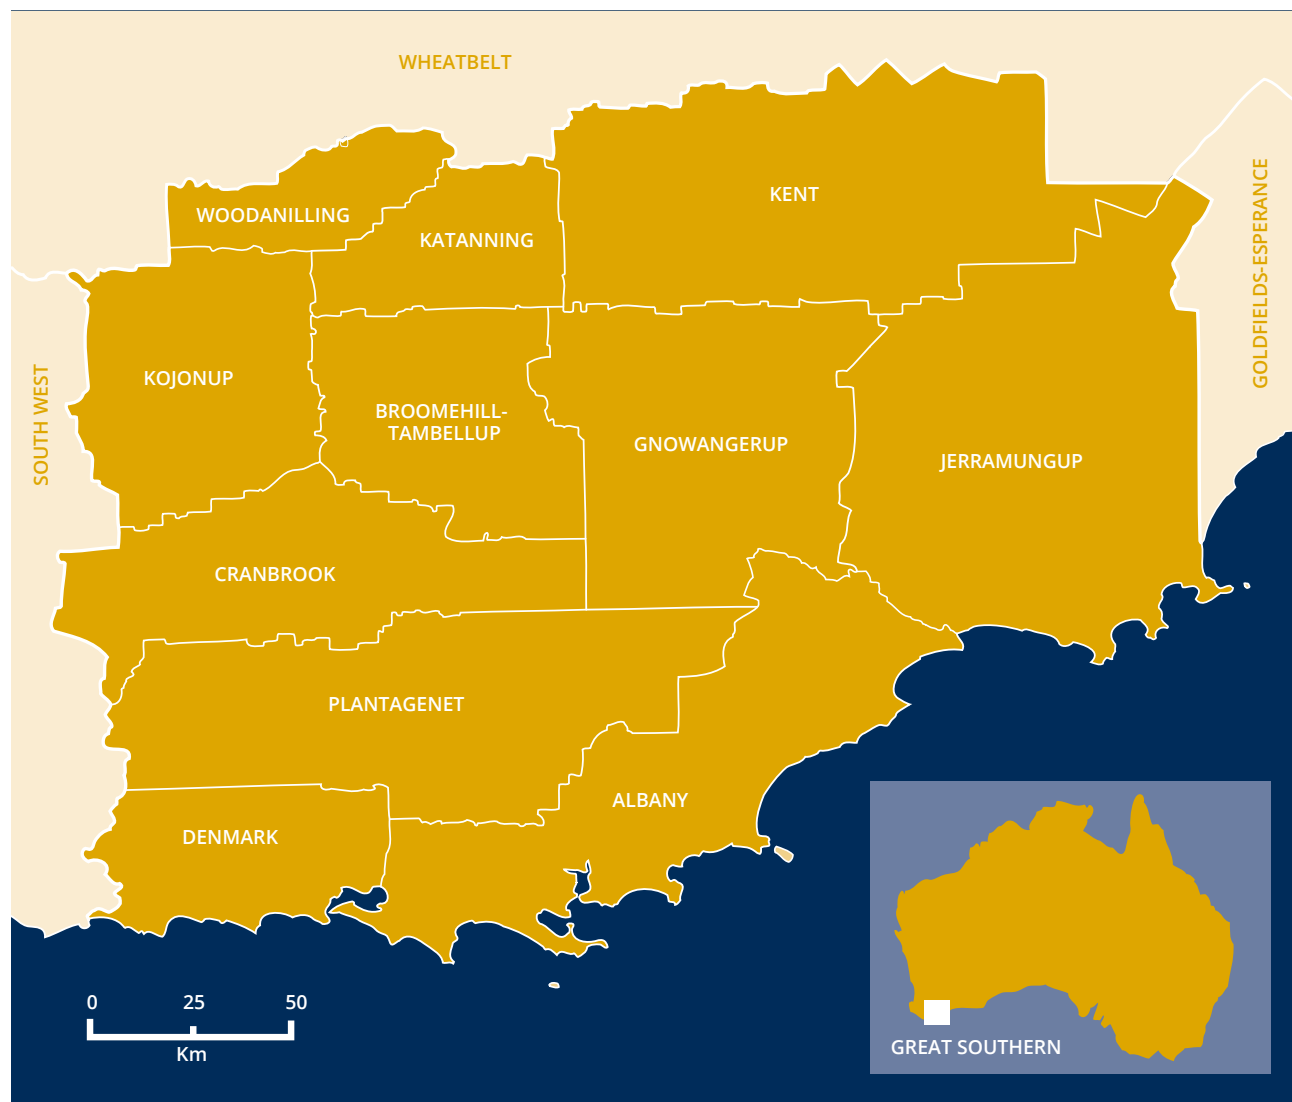 WHEATBELT
KENT
GOLDFIELDS-ESPERANCE
WOODANILLING
KATANNING
SOUTH WEST
KOJONUP
BROOMEHILL-
TAMBELLUP
GNOWANGERUP
JERRAMUNGUP
CRANBROOK
PLANTAGENET
ALBANY
DENMARK
0 25 50
Km
GREAT SOUTHERN